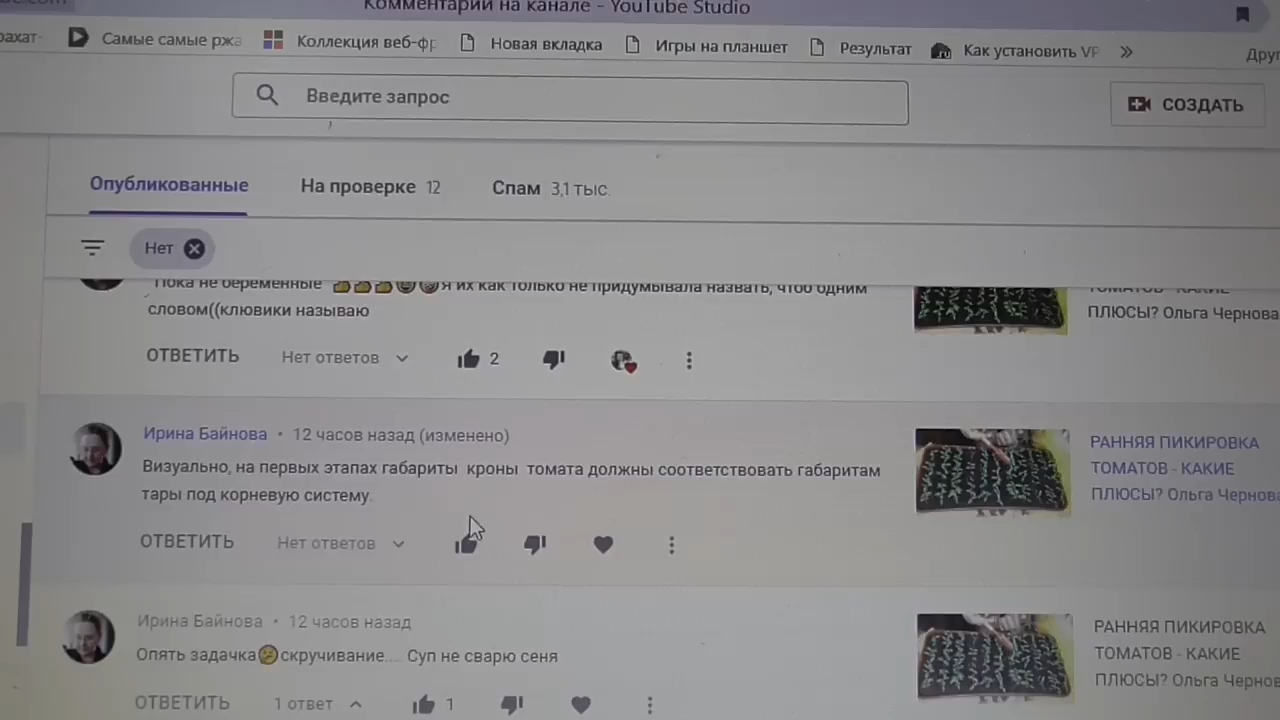 Комментарии на канале - YouTube Studio
Самые самые ржа
Коллекция веб-фр
Новая вкладка
Игры на планшет
Результат
Как установить VP
»
Друг
Введите запрос
СОЗДАТЬ
Опубликованные
На проверке 12
Спам 3,1 тыс.
Нет
Пока не беременные я их как только не придумывала назвать, чтоб одним
словом((клювики называю
ТОМАТОВ - КАКИЕ
ПЛЮСЫ? Ольга Чернова
ОТВЕТИТЬ
Нет ответов
2
Ирина Байнова • 12 часов назад (изменено)
Визуально, на первых этапах габариты кроны томата должны соответствовать габаритам
тары под корневую систему.
РАННЯЯ ПИКИРОВКА
ТОМАТОВ - КАКИЕ
ПЛЮСЫ? Ольга Чернова
ОТВЕТИТЬ
Нет ответов
Ирина Байнова • 12 часов назад
Опять задачка😕скручивание.... Суп не сварю сеня
РАННЯЯ ПИКИРОВКА
ТОМАТОВ - КАКИЕ
ПЛЮСЫ? Ольга Чернова
ОТВЕТИТЬ
1 ответ
1